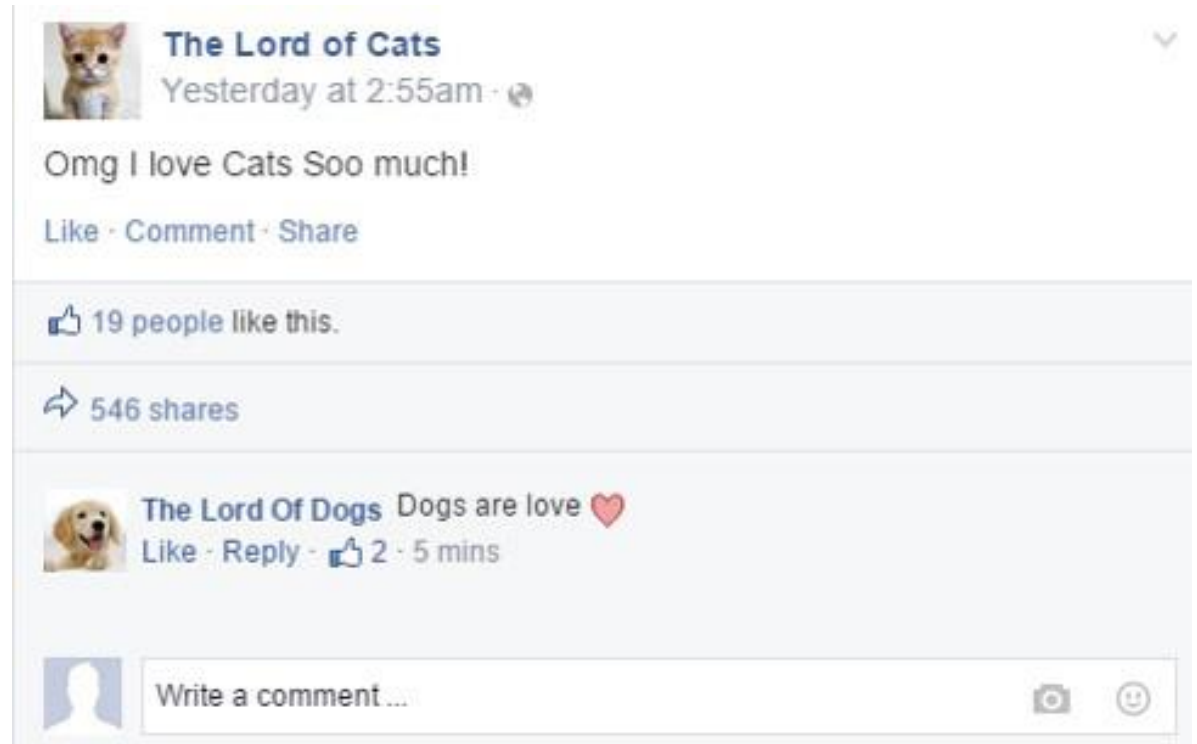 The Lord of Cats
Yesterday at 2:55am ·
Omg I love Cats Soo much!
Like · Comment · Share
19 people like this.
546 shares
The Lord Of Dogs Dogs are love
Like · Reply · 2 · 5 mins
Write a comment ...